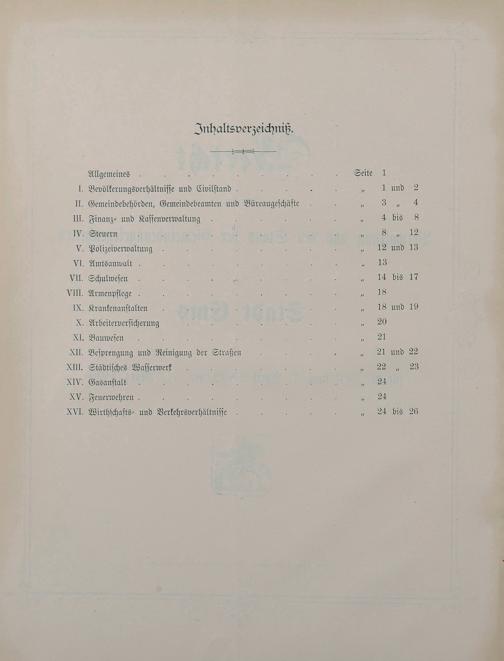 Inhaltsverzeichniß.
Allgemeines . . . . . . . . Seite 1
I. Bevölkerungsverhältnisse und Civilstand . . . . . „ 1 und 2
II. Gemeindebehörden, Gemeindebeamten und Büreaugeschäfte . . „ 3 „ 4
III. Finanz- und Kassenverwaltung . . . . . . „ 4 bis 8
IV. Steuern . . . . . . . . „ 8 „ 12
V. Polizeiverwaltung . . . . . . . „ 12 und 13
VI. Amtsanwalt . . . . . . . . „ 13
VII. Schulwesen . . . . . . . . „ 14 bis 17
VIII. Armenpflege . . . . . . . . „ 18
IX. Krankenanstalten . . . . . . . „ 18 und 19
X. Arbeiterversicherung . . . . . . . „ 20
XI. Bauwesen . . . . . . . . „ 21
XII. Besprengung und Reinigung der Straßen . . . . „ 21 und 22
XIII. Städtisches Wasserwerk . . . . . . . „ 22 „ 23
XIV. Gasanstalt . . . . . . . . „ 24
XV. Feuerwehren . . . . . . . . „ 24
XVI. Wirthschafts- und Verkehrsverhältnisse . . . . . „ 24 bis 26